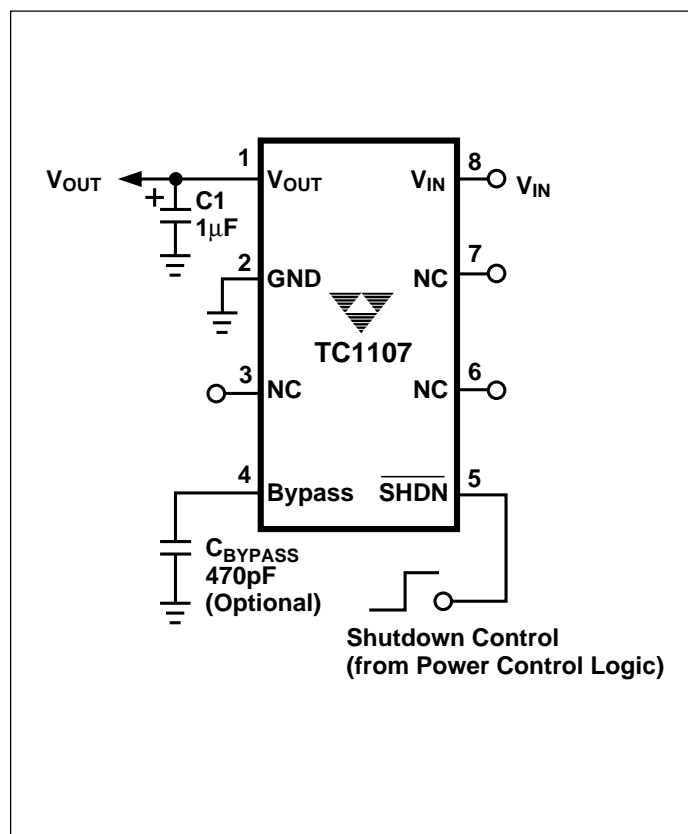 1
8
VOUT
VOUT
VIN
VIN
+
C1
1µF
2
GND
7
NC
TC1107
3
NC
6
NC
4
Bypass
5
SHDN
CBYPASS
470pF
(Optional)
Shutdown Control
(from Power Control Logic)